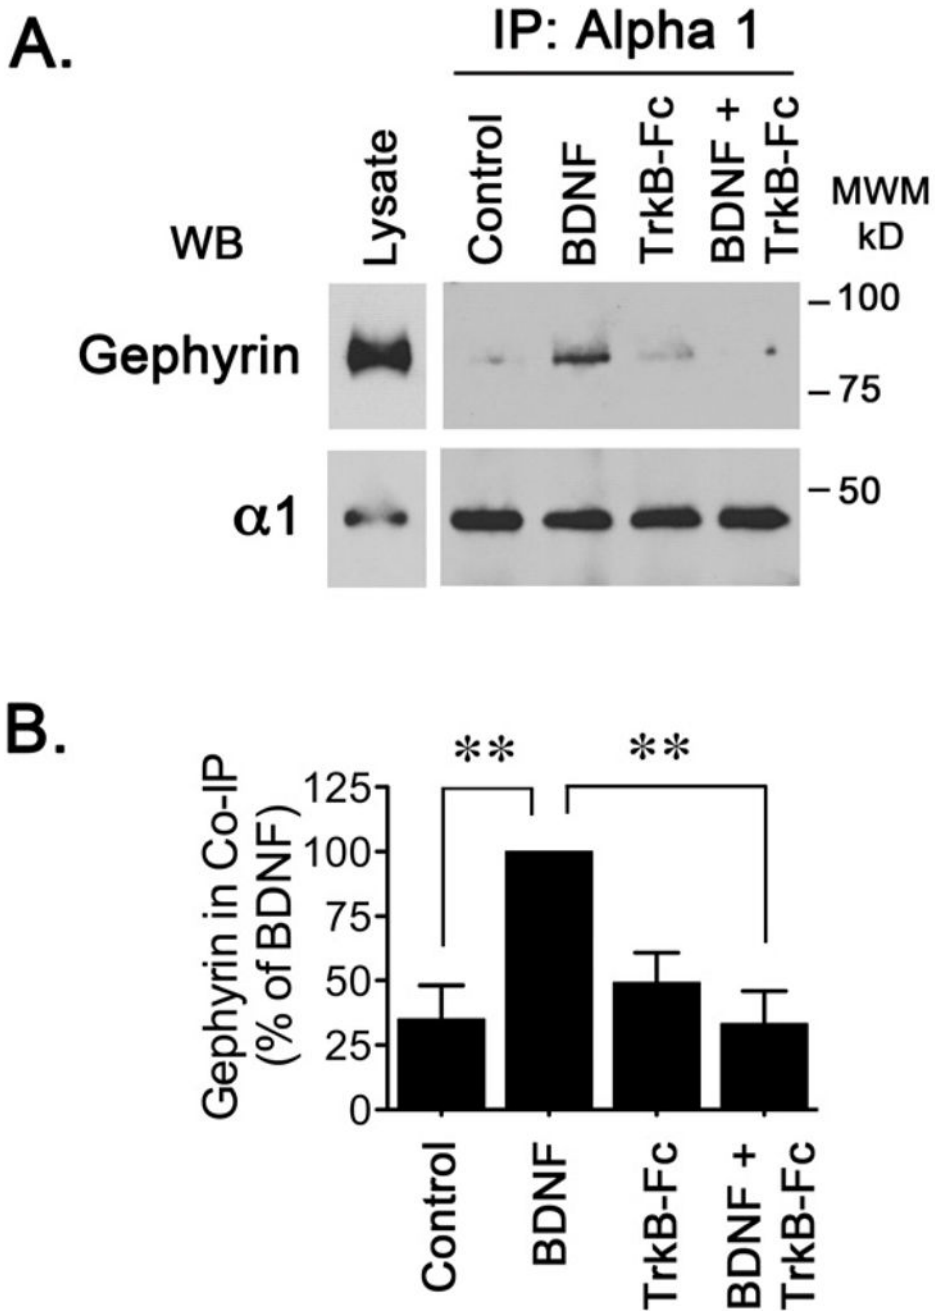 A.
IP: Alpha 1
WB
Lysate
Control
BDNF
TrkB-Fc
BDNF +
TrkB-Fc
MWM
kD
Gephyrin
– 100
– 75
α1
– 50
B.
** **
Gephyrin in Co-IP
(% of BDNF)
125
100
75
50
25
0
Control
BDNF
TrkB-Fc
BDNF +
TrkB-Fc